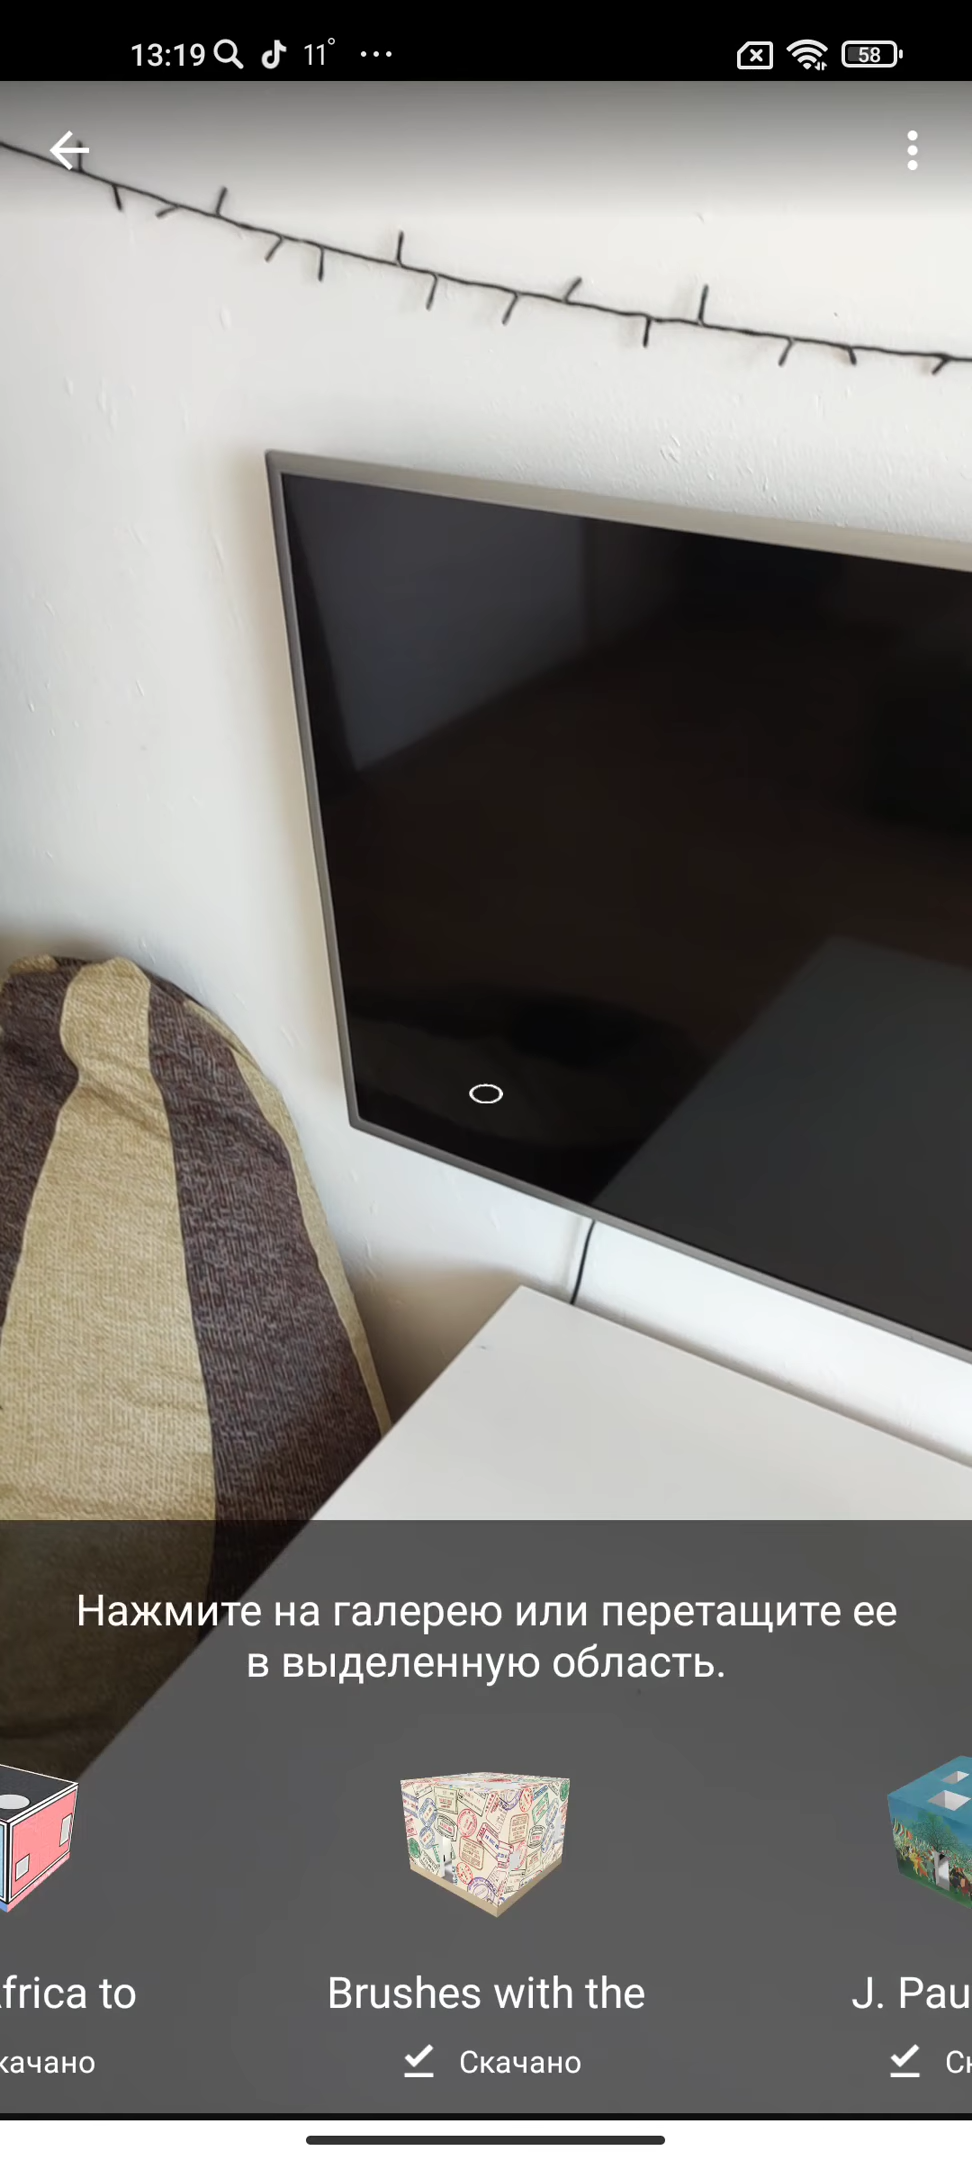 13:19 11° 58
Нажмите на галерею или перетащите ее
в выделенную область.
frica to
Brushes with the
J. Pau
качано
Скачано
Ск